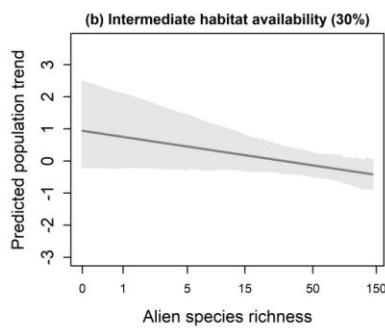 (b) Intermediate habitat availability (30%)
Predicted population trend
3
2
1
0
-1
-2
-3
0 1 5 15 50 150
Alien species richness